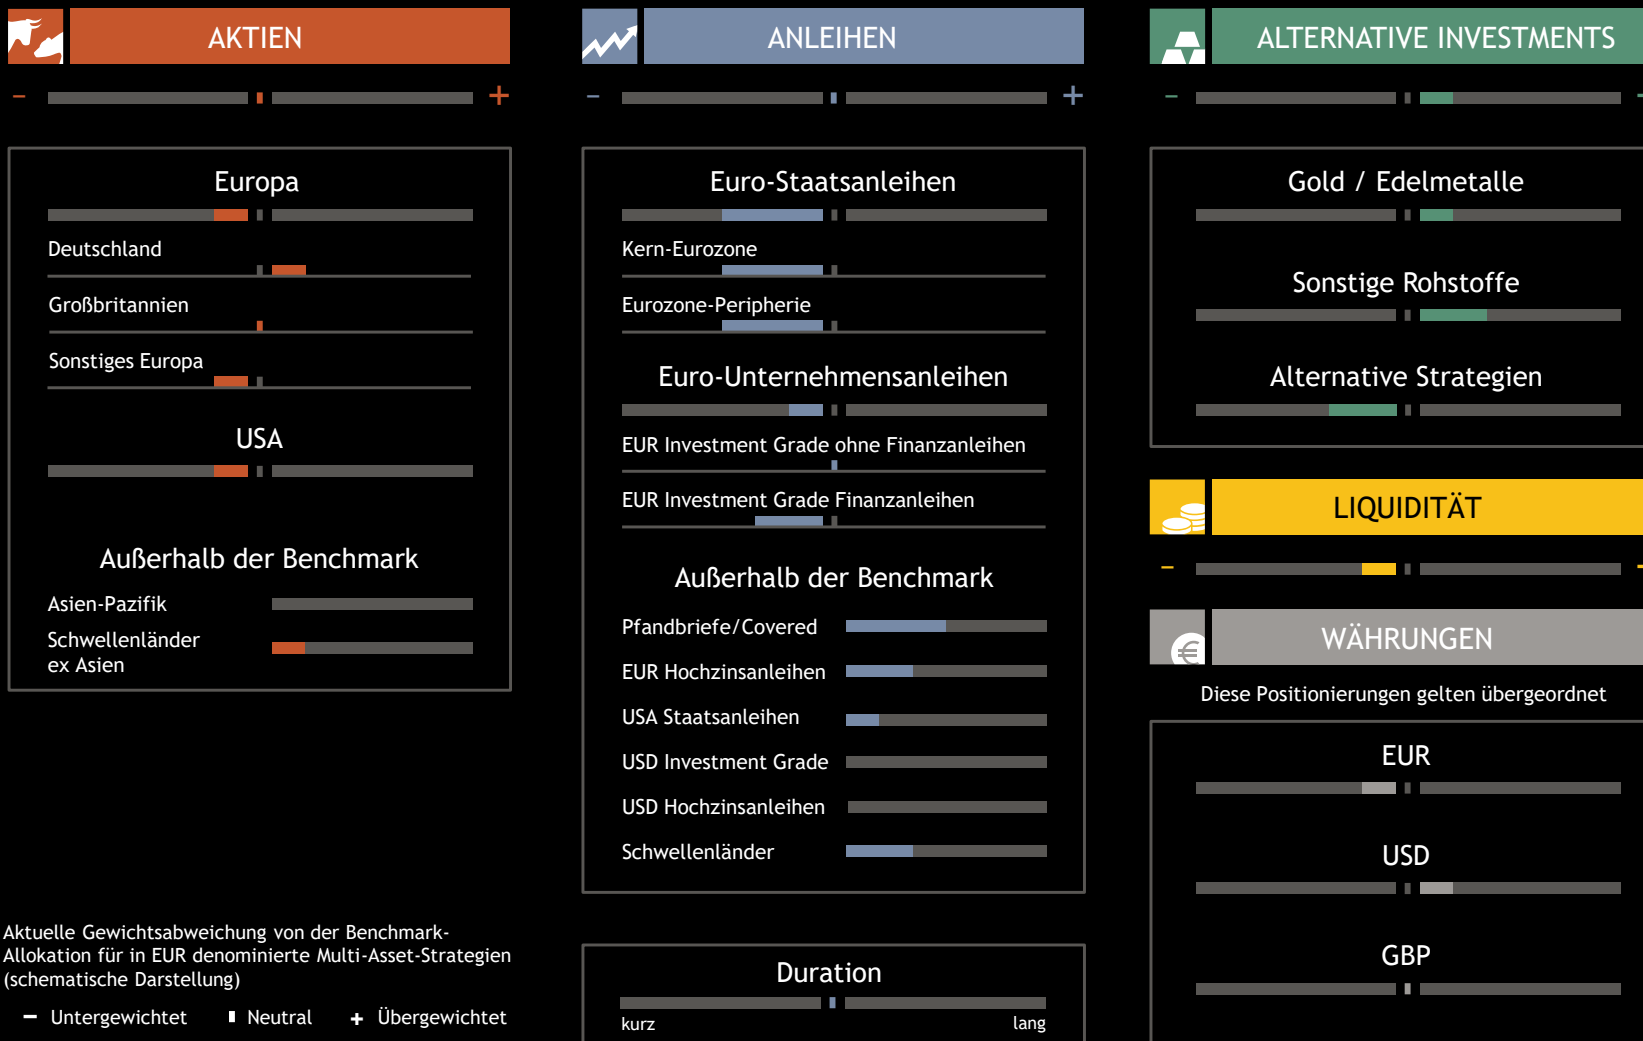 AKTIEN
– +
Europa
Deutschland
Großbritannien
Sonstiges Europa
USA
Außerhalb der Benchmark
Asien-Pazifik
Schwellenländer
ex Asien
Aktuelle Gewichtsabweichung von der Benchmark-
Allokation für in EUR denominierte Multi-Asset-Strategien
(schematische Darstellung)
– Untergewichtet Neutral + Übergewichtet
ANLEIHEN
– +
Euro-Staatsanleihen
Kern-Eurozone
Eurozone-Peripherie
Euro-Unternehmensanleihen
EUR Investment Grade ohne Finanzanleihen
EUR Investment Grade Finanzanleihen
Außerhalb der Benchmark
Pfandbriefe/Covered
EUR Hochzinsanleihen
USA Staatsanleihen
USD Investment Grade
USD Hochzinsanleihen
Schwellenländer
Duration
kurz lang
ALTERNATIVE INVESTMENTS
– +
Gold / Edelmetalle
Sonstige Rohstoffe
Alternative Strategien
LIQUIDITÄT
– +
€ WÄHRUNGEN
Diese Positionierungen gelten übergeordnet
EUR
USD
GBP